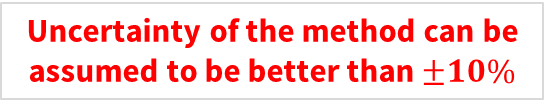 Uncertainty of the method can be
assumed to be better than ±10%